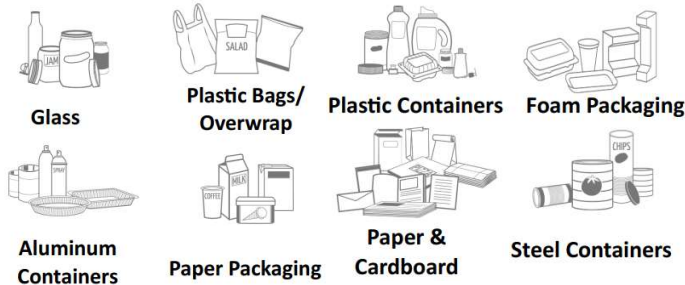 JAM
SALAD
Glass
Plastic Bags/
Overwrap
Plastic Containers
Foam Packaging
SPRAY
COFFEE
MILK
CHIPS
Aluminum
Containers
Paper Packaging
Paper &
Cardboard
Steel Containers